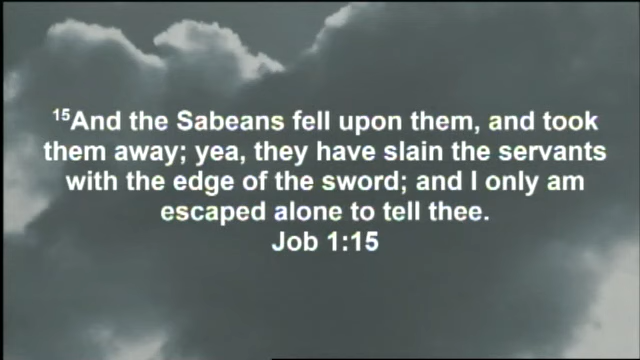 15And the Sabeans fell upon them, and took
them away; yea, they have slain the servants
with the edge of the sword; and I only am
escaped alone to tell thee.
Job 1:15